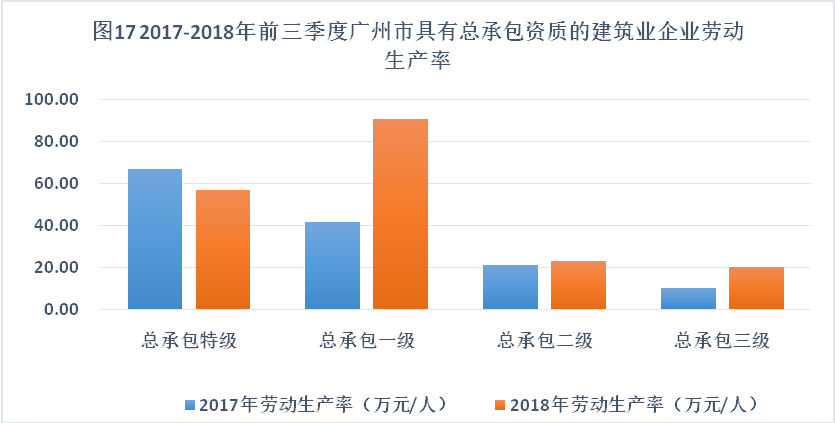 图17 2017-2018年前三季度广州市具有总承包资质的建筑业企业劳动
生产率
100.00
80.00
60.00
40.00
20.00
0.00
总承包特级 总承包一级 总承包二级 总承包三级
2017年劳动生产率（万元/人） 2018年劳动生产率（万元/人）